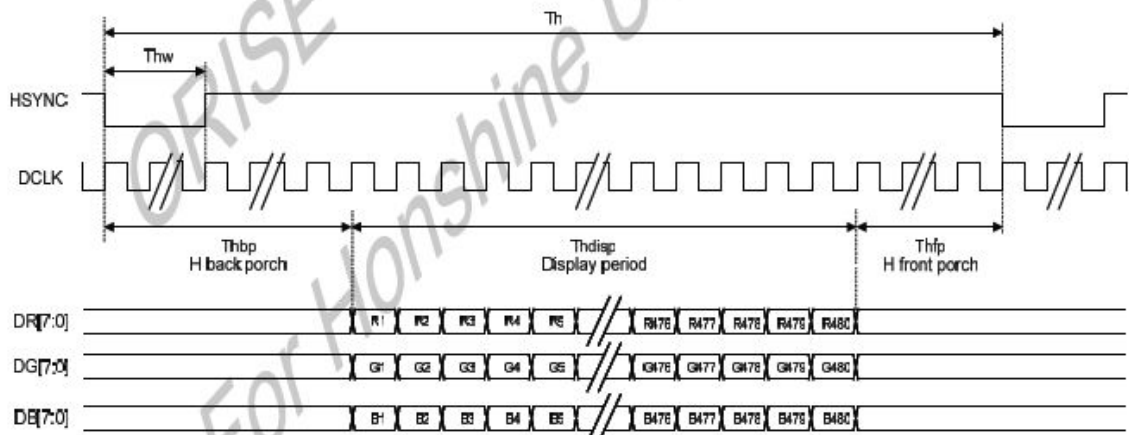 Th
Thw
HSYNC
DCLK
Thbp
H back porch
Thdisp
Display period
Thfp
H front porch
DR[7:0] R1 R2 R3 R4 R5 R476 R477 R478 R479 R480
DG[7:0] G1 G2 G3 G4 G5 G476 G477 G478 G479 G480
DB[7:0] B1 B2 B3 B4 B5 B476 B477 B478 B479 B480
ORISE
For Honshine